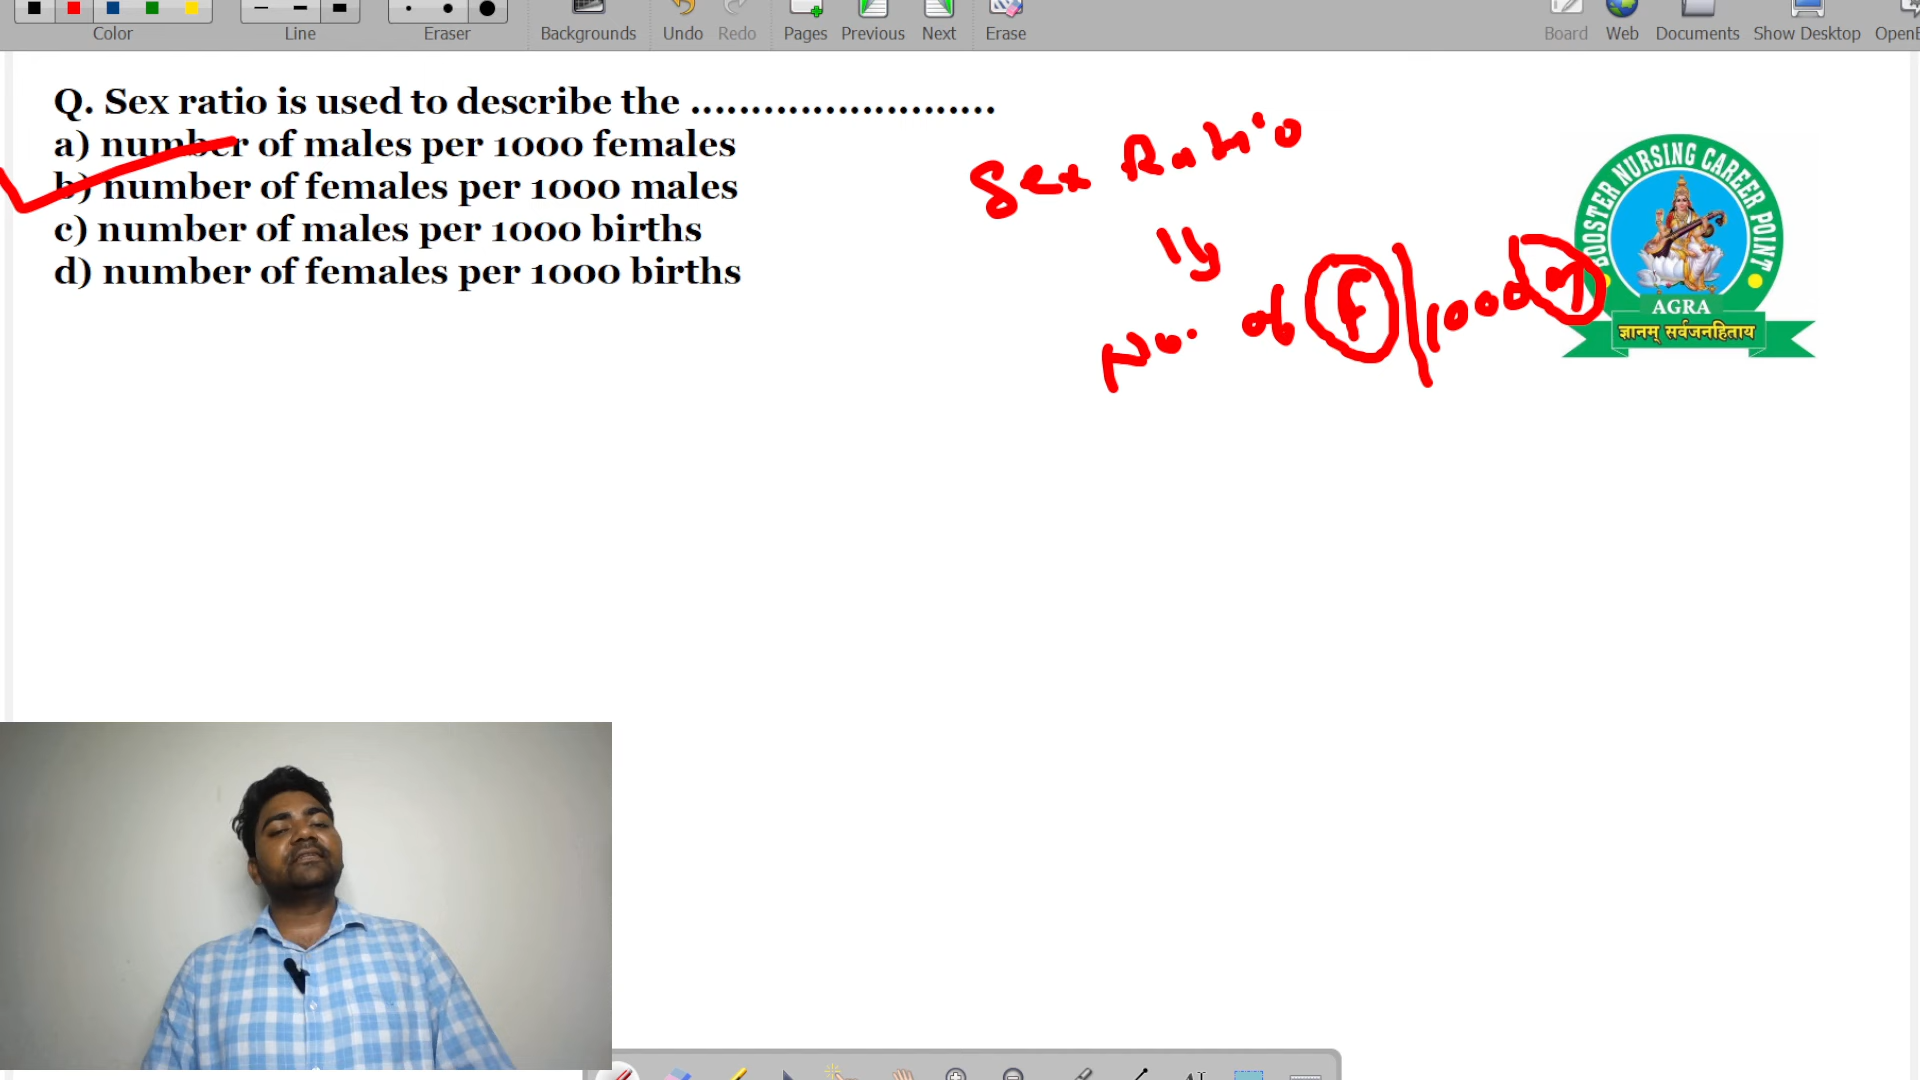 Color Line Eraser Backgrounds Undo Redo Pages Previous Next Erase Board Web Documents Show Desktop
Q. Sex ratio is used to describe the .........................
a) number of males per 1000 females
b) number of females per 1000 males
c) number of males per 1000 births
d) number of females per 1000 births
Sex Ratio
No. of F/1000 M
BOOSTER NURSING CAREER POINT
AGRA
ज्ञानम् सर्वजनहिताय